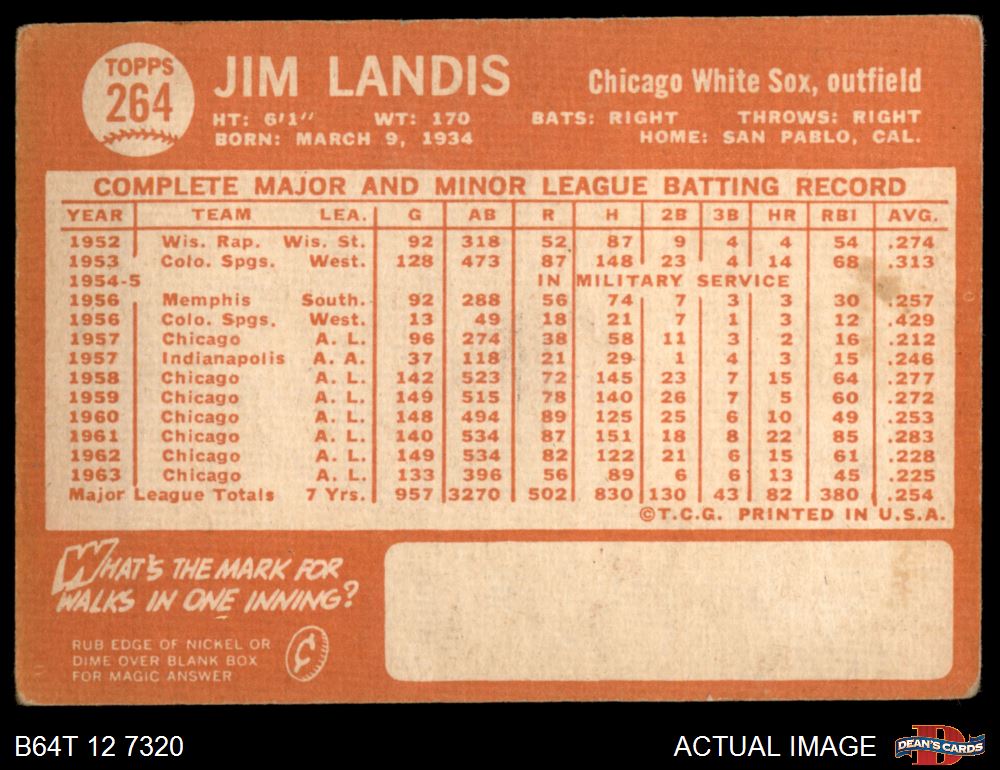 TOPPS
264
JIM LANDIS
Chicago White Sox, outfield
HT: 6'1" WT: 170 BATS: RIGHT THROWS: RIGHT
BORN: MARCH 9, 1934 HOME: SAN PABLO, CAL.
COMPLETE MAJOR AND MINOR LEAGUE BATTING RECORD
YEAR TEAM LEA. G AB R H 2B 3B HR RBI AVG.
1952 Wis. Rap. Wis. St. 92 318 52 87 9 4 4 54 .274
1953 Colo. Spgs. West. 128 473 87 148 23 4 14 68 .313
1954-5 IN MILITARY SERVICE
1956 Memphis South. 92 288 56 74 7 3 3 30 .257
1956 Colo. Spgs. West. 13 49 18 21 7 1 3 12 .429
1957 Chicago A. L. 96 274 38 58 11 3 2 16 .212
1957 Indianapolis A. A. 37 118 21 29 1 4 3 15 .246
1958 Chicago A. L. 142 523 72 145 23 7 15 64 .277
1959 Chicago A. L. 149 515 78 140 26 7 5 60 .272
1960 Chicago A. L. 148 494 89 125 25 6 10 49 .253
1961 Chicago A. L. 140 534 87 151 18 8 22 85 .283
1962 Chicago A. L. 149 534 82 122 21 6 15 61 .228
1963 Chicago A. L. 133 396 56 89 6 6 13 45 .225
Major League Totals 7 Yrs. 957 3270 502 830 130 43 82 380 .254
©T.C.G. PRINTED IN U.S.A.
WHAT'S THE MARK FOR
WALKS IN ONE INNING?
RUB EDGE OF NICKEL OR
DIME OVER BLANK BOX
FOR MAGIC ANSWER
¢
B64T 12 7320
ACTUAL IMAGE
D
DEAN'S CARDS